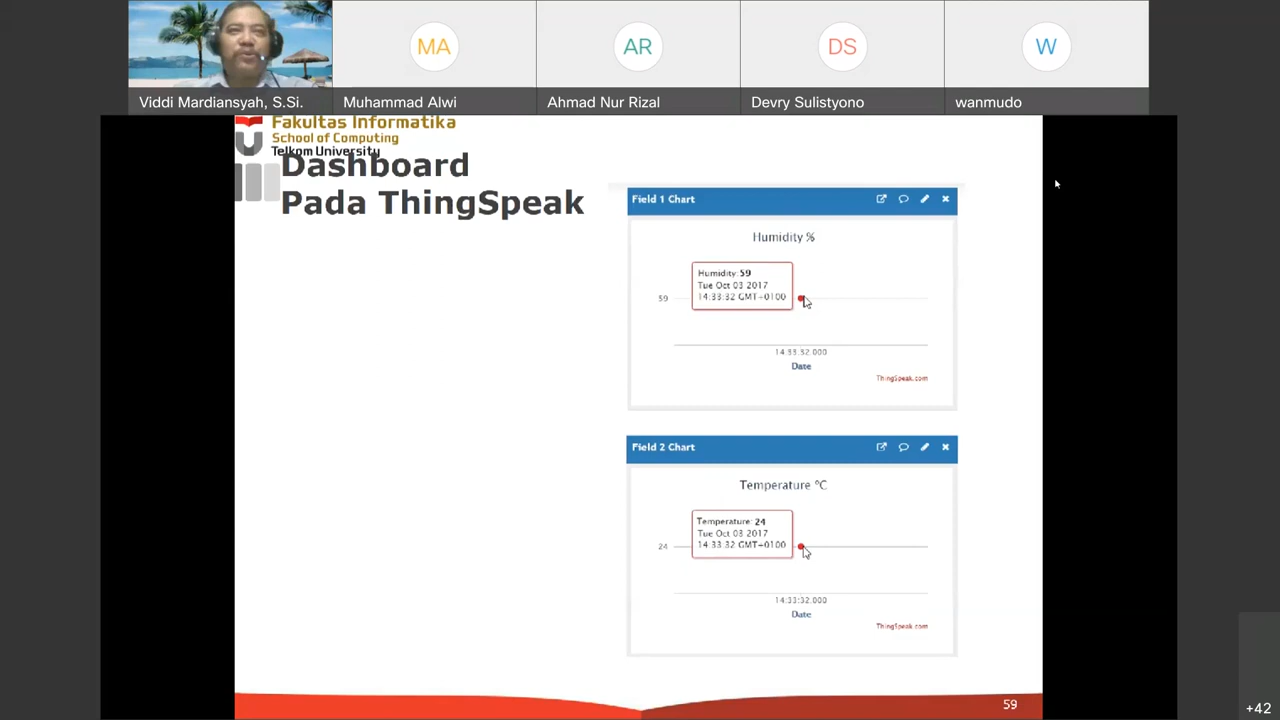 MA
AR
DS
W
Viddi Mardiansyah, S.Si.
Muhammad Alwi
Ahmad Nur Rizal
Devry Sulistyono
wanmudo
Fakultas Informatika
School of Computing
Telkom University
Dashboard
Pada ThingSpeak
Field 1 Chart
Humidity %
Humidity: 59
Tue Oct 03 2017
14:33:32 GMT+0100
59
14:33:32.000
Date
ThingSpeak.com
Field 2 Chart
Temperature °C
Temperature: 24
Tue Oct 03 2017
14:33:32 GMT+0100
24
14:33:32.000
Date
ThingSpeak.com
59
+42